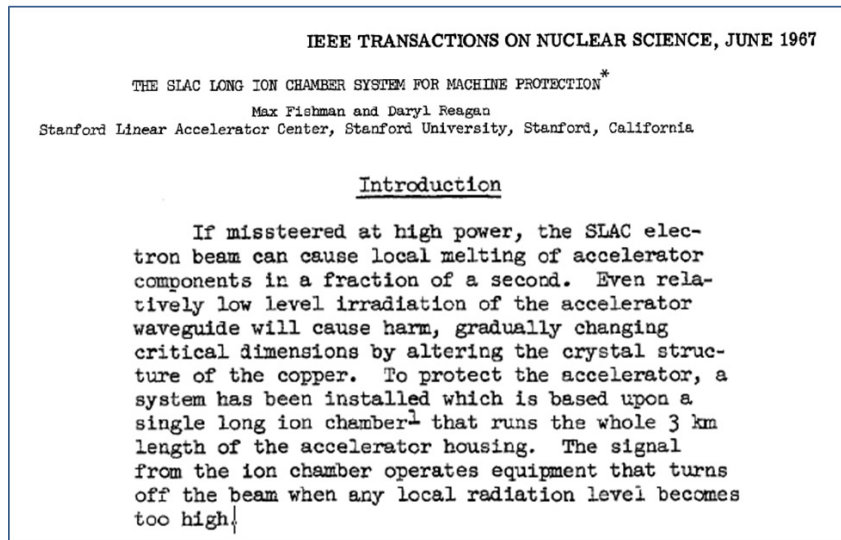 IEEE TRANSACTIONS ON NUCLEAR SCIENCE, JUNE 1967
THE SLAC LONG ION CHAMBER SYSTEM FOR MACHINE PROTECTION*
Max Fishman and Daryl Reagan
Stanford Linear Accelerator Center, Stanford University, Stanford, California
Introduction
If missteered at high power, the SLAC elec-
tron beam can cause local melting of accelerator
components in a fraction of a second. Even rela-
tively low level irradiation of the accelerator
waveguide will cause harm, gradually changing
critical dimensions by altering the crystal struc-
ture of the copper. To protect the accelerator, a
system has been installed which is based upon a
single long ion chamber1 that runs the whole 3 km
length of the accelerator housing. The signal
from the ion chamber operates equipment that turns
off the beam when any local radiation level becomes
too high.